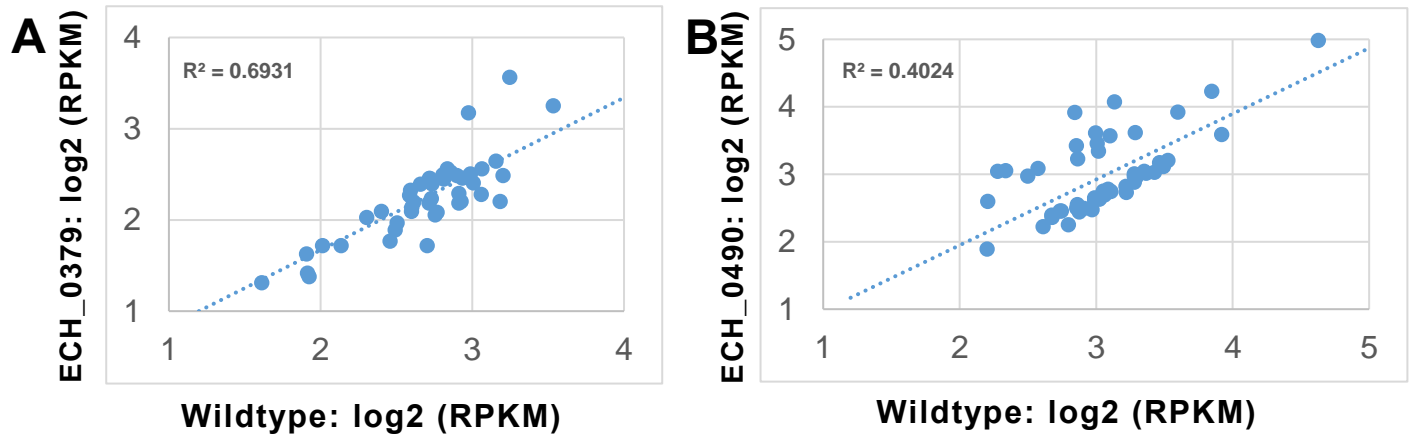 A
ECH_0379: log2 (RPKM)
R² = 0.6931
4
3
2
1
1 2 3 4
Wildtype: log2 (RPKM)
B
ECH_0490: log2 (RPKM)
R² = 0.4024
5
4
3
2
1
1 2 3 4 5
Wildtype: log2 (RPKM)